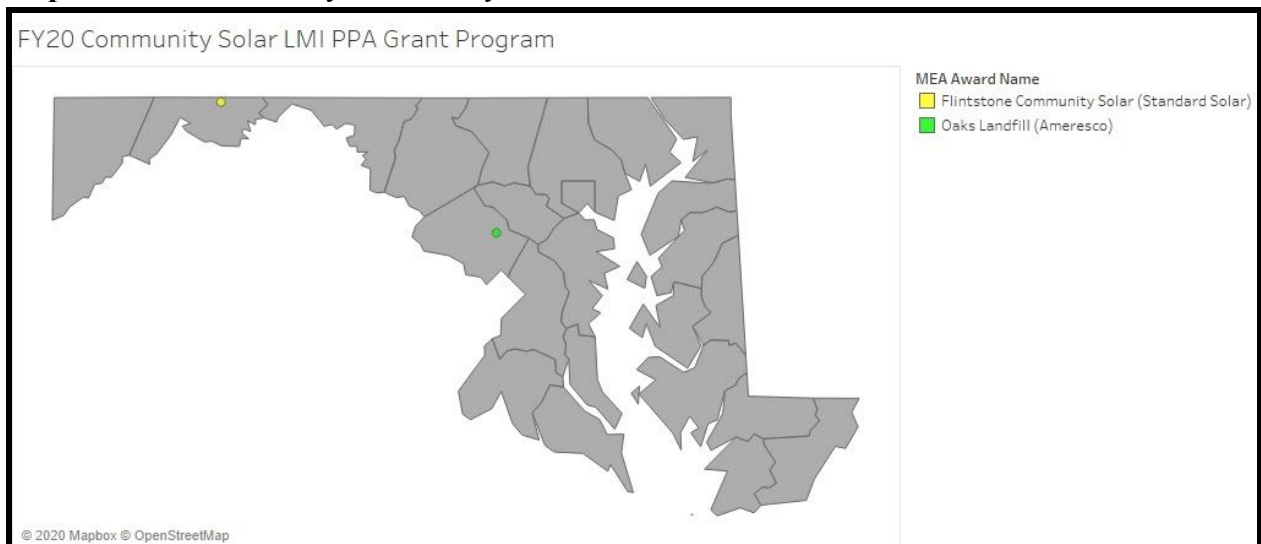 FY20 Community Solar LMI PPA Grant Program
MEA Award Name
Flintstone Community Solar (Standard Solar)
Oaks Landfill (Ameresco)
© 2020 Mapbox © OpenStreetMap